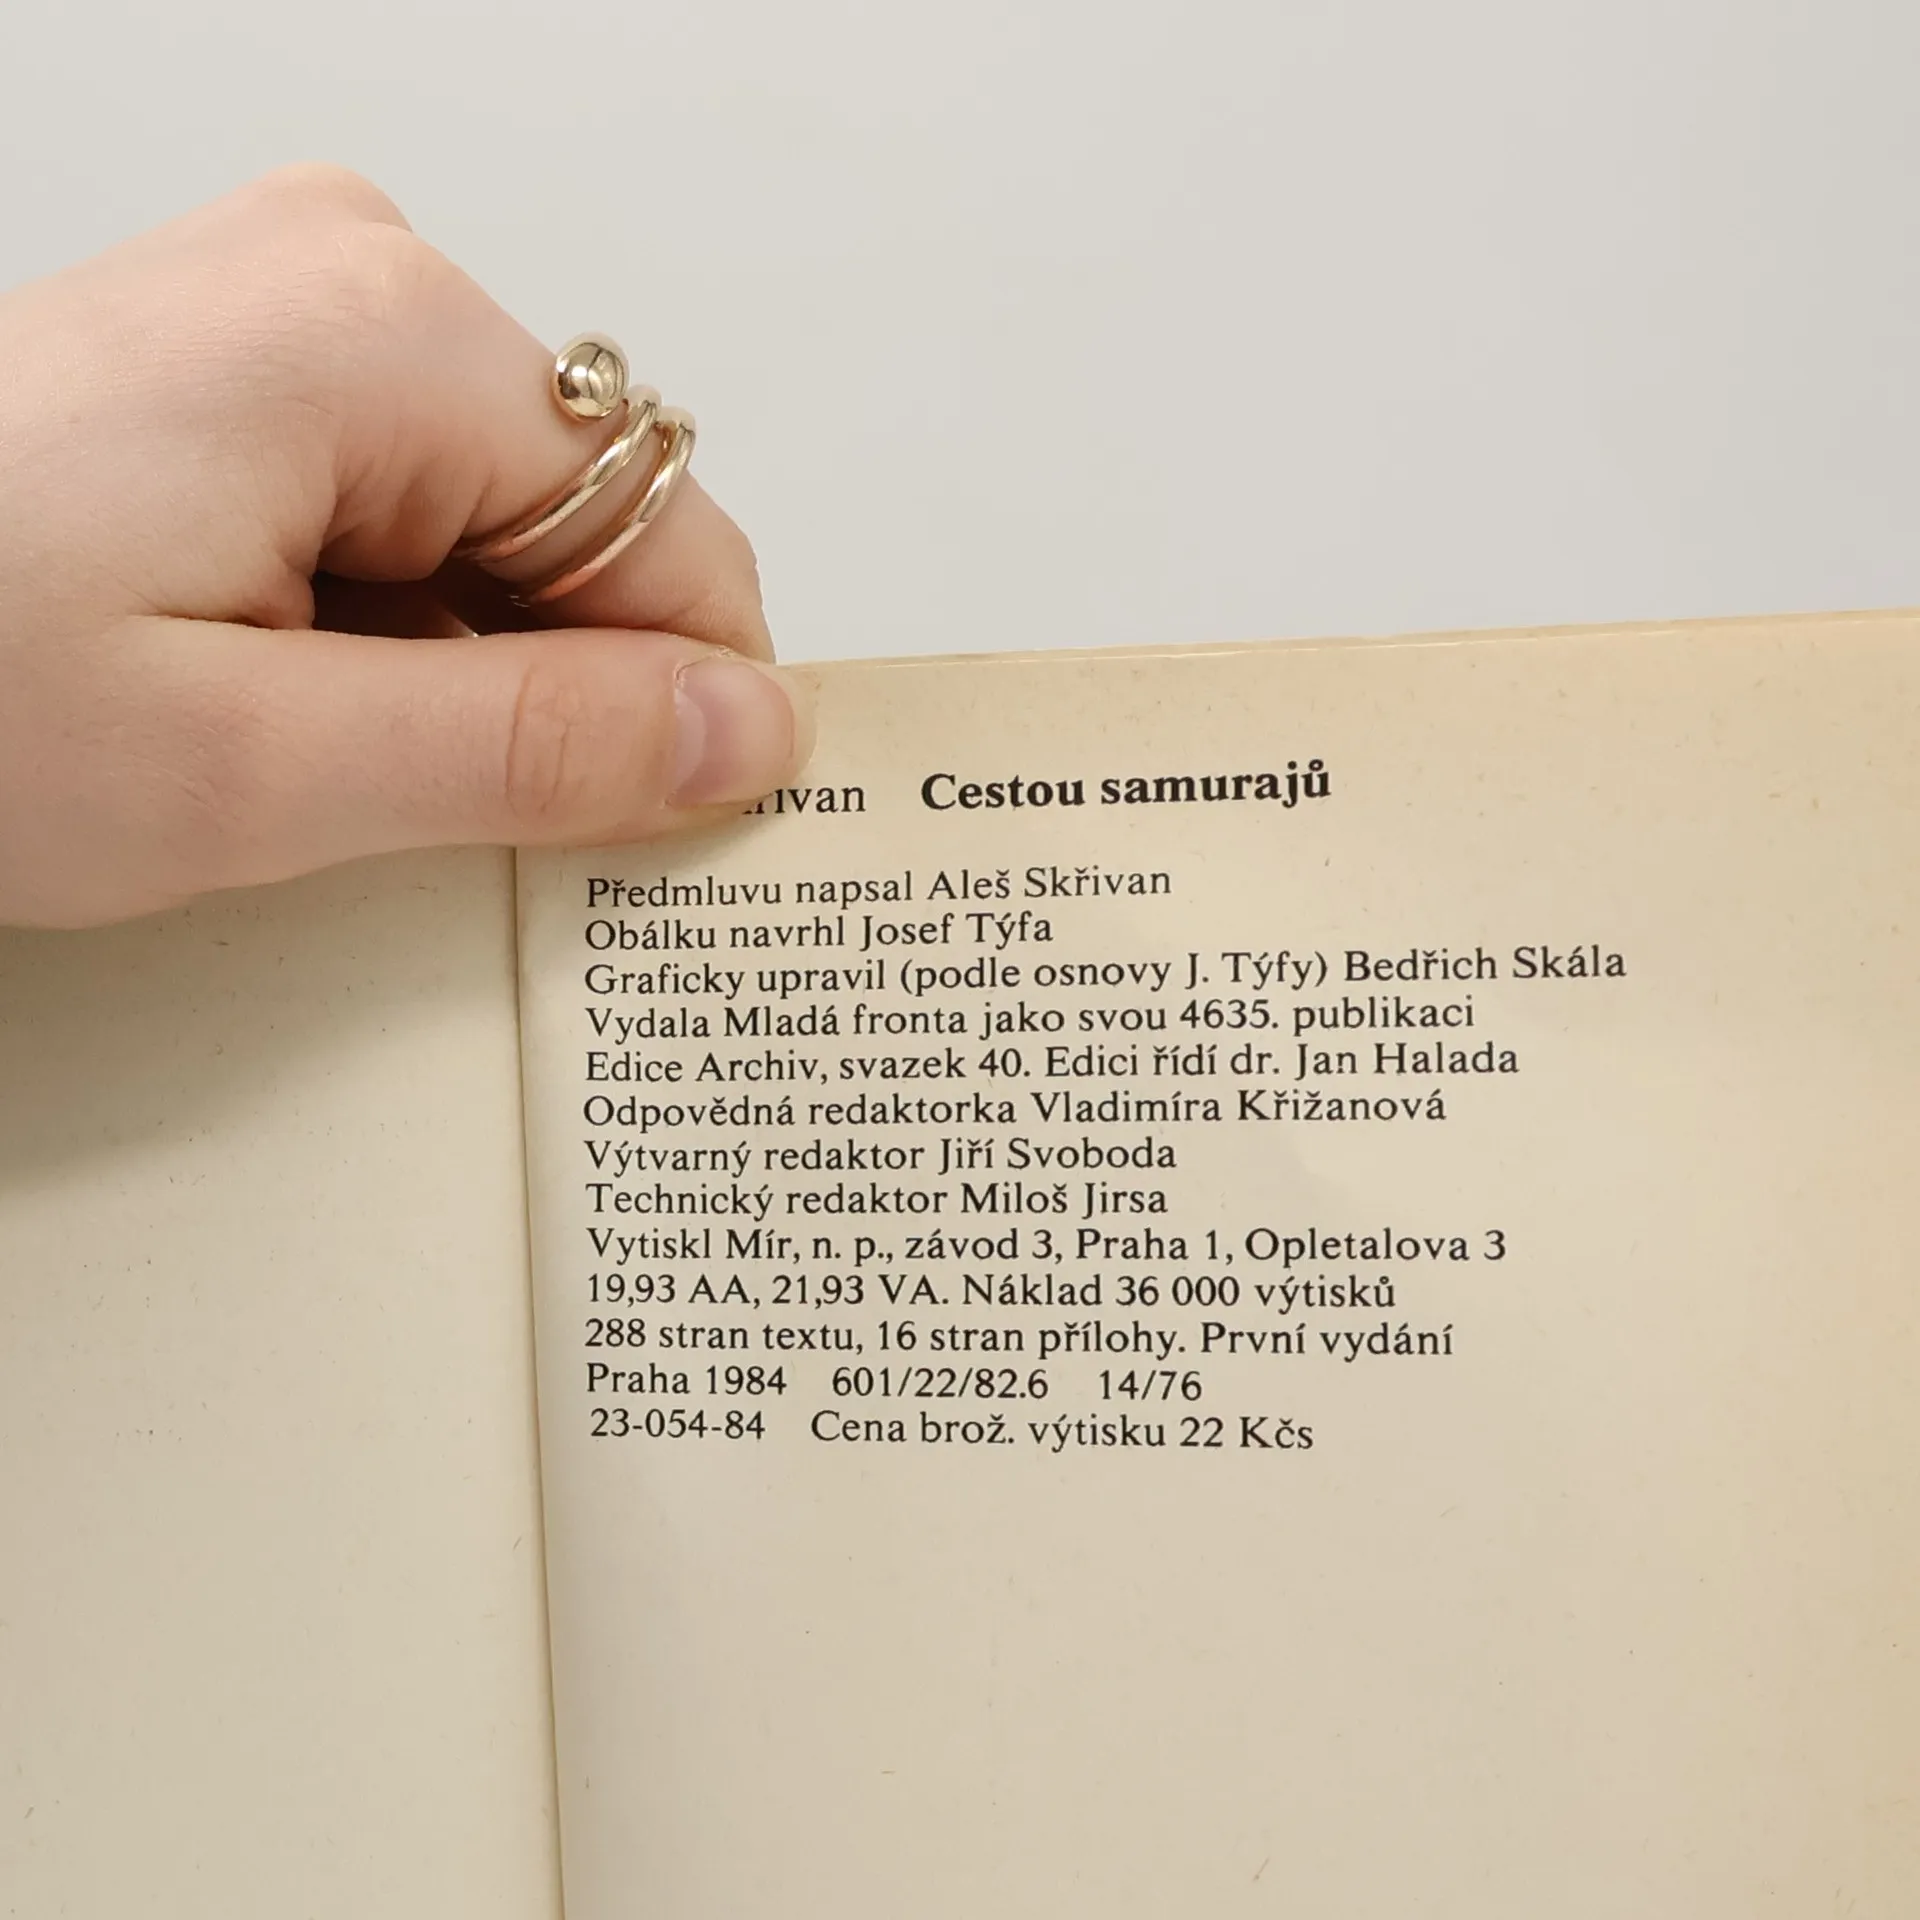 Cestou samurajů
Předmluvu napsal Aleš Skřivan
Obálku navrhl Josef Týfa
Graficky upravil (podle osnovy J. Týfy) Bedřich Skála
Vydala Mladá fronta jako svou 4635. publikaci
Edice Archiv, svazek 40. Edici řídí dr. Jan Halada
Odpovědná redaktorka Vladimíra Křižanová
Výtvarný redaktor Jiří Svoboda
Technický redaktor Miloš Jirsa
Vytiskl Mír, n. p., závod 3, Praha 1, Opletalova 3
19,93 AA, 21,93 VA. Náklad 36 000 výtisků
288 stran textu, 16 stran přílohy. První vydání
Praha 1984 601/22/82.6 14/76
23-054-84 Cena brož. výtisku 22 Kčs